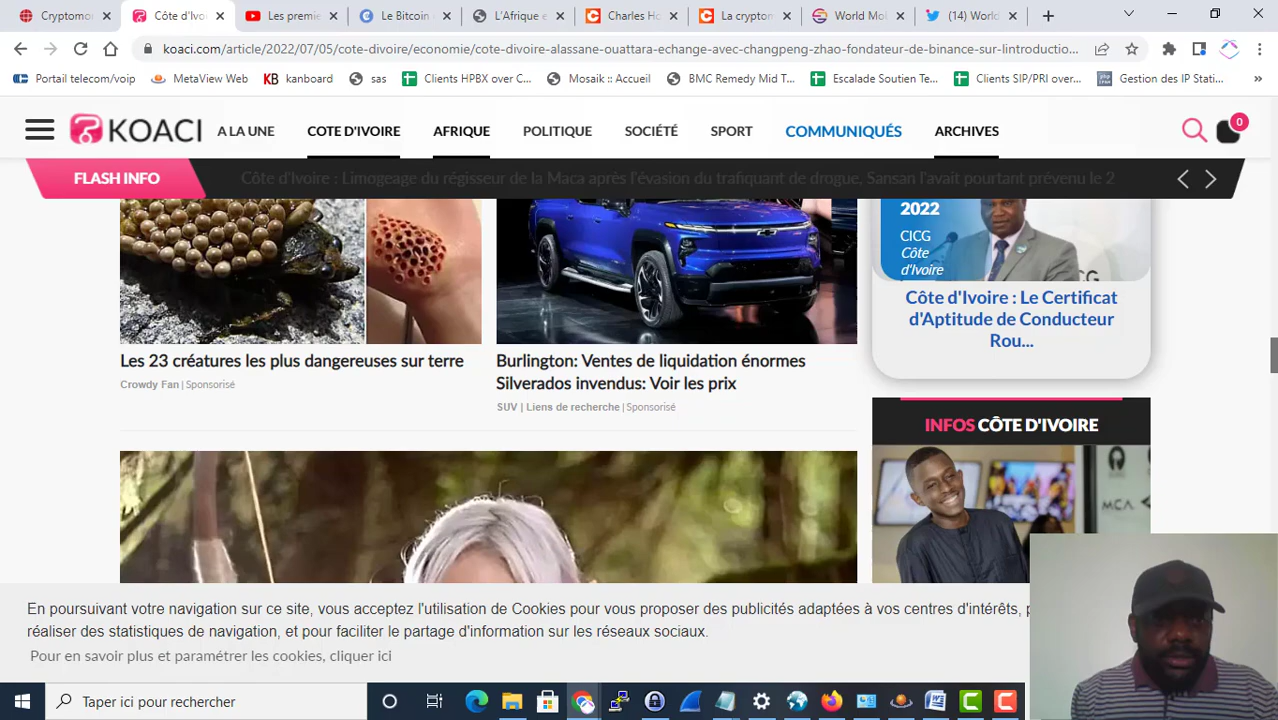 Cryptomon
Côte d'Ivoi
Les premie
Le Bitcoin
L'Afrique e
Charles Ho
La cryptom
World Mo
(14) World
koaci.com/article/2022/07/05/cote-divoire/economie/cote-divoire-alassane-ouattara-echange-avec-changpeng-zhao-fondateur-de-binance-sur-lintroductio...
Portail telecom/voip
MetaView Web
KB kanboard
sas
Clients HPBX over C...
Mosaik :: Accueil
BMC Remedy Mid T...
Escalade Soutien Te...
Clients SIP/PRI over...
Gestion des IP Stati...
»
KOACI
A LA UNE
COTE D'IVOIRE
AFRIQUE
POLITIQUE
SOCIÉTÉ
SPORT
COMMUNIQUÉS
ARCHIVES
0
FLASH INFO
Côte d'Ivoire : Limogeage du régisseur de la Maca après l'évasion du trafiquant de drogue, Sansan l'avait pourtant prévenu le 2
2022
CICG
Côte
d'Ivoire
Côte d'Ivoire : Le Certificat
d'Aptitude de Conducteur
Rou...
Les 23 créatures les plus dangereuses sur terre
Crowdy Fan | Sponsorisé
Burlington: Ventes de liquidation énormes
Silverados invendus: Voir les prix
SUV | Liens de recherche | Sponsorisé
INFOS CÔTE D'IVOIRE
MCA
En poursuivant votre navigation sur ce site, vous acceptez l'utilisation de Cookies pour vous proposer des publicités adaptées à vos centres d'intérêts,
réaliser des statistiques de navigation, et pour faciliter le partage d'information sur les réseaux sociaux.
Pour en savoir plus et paramétrer les cookies, cliquer ici
Taper ici pour rechercher